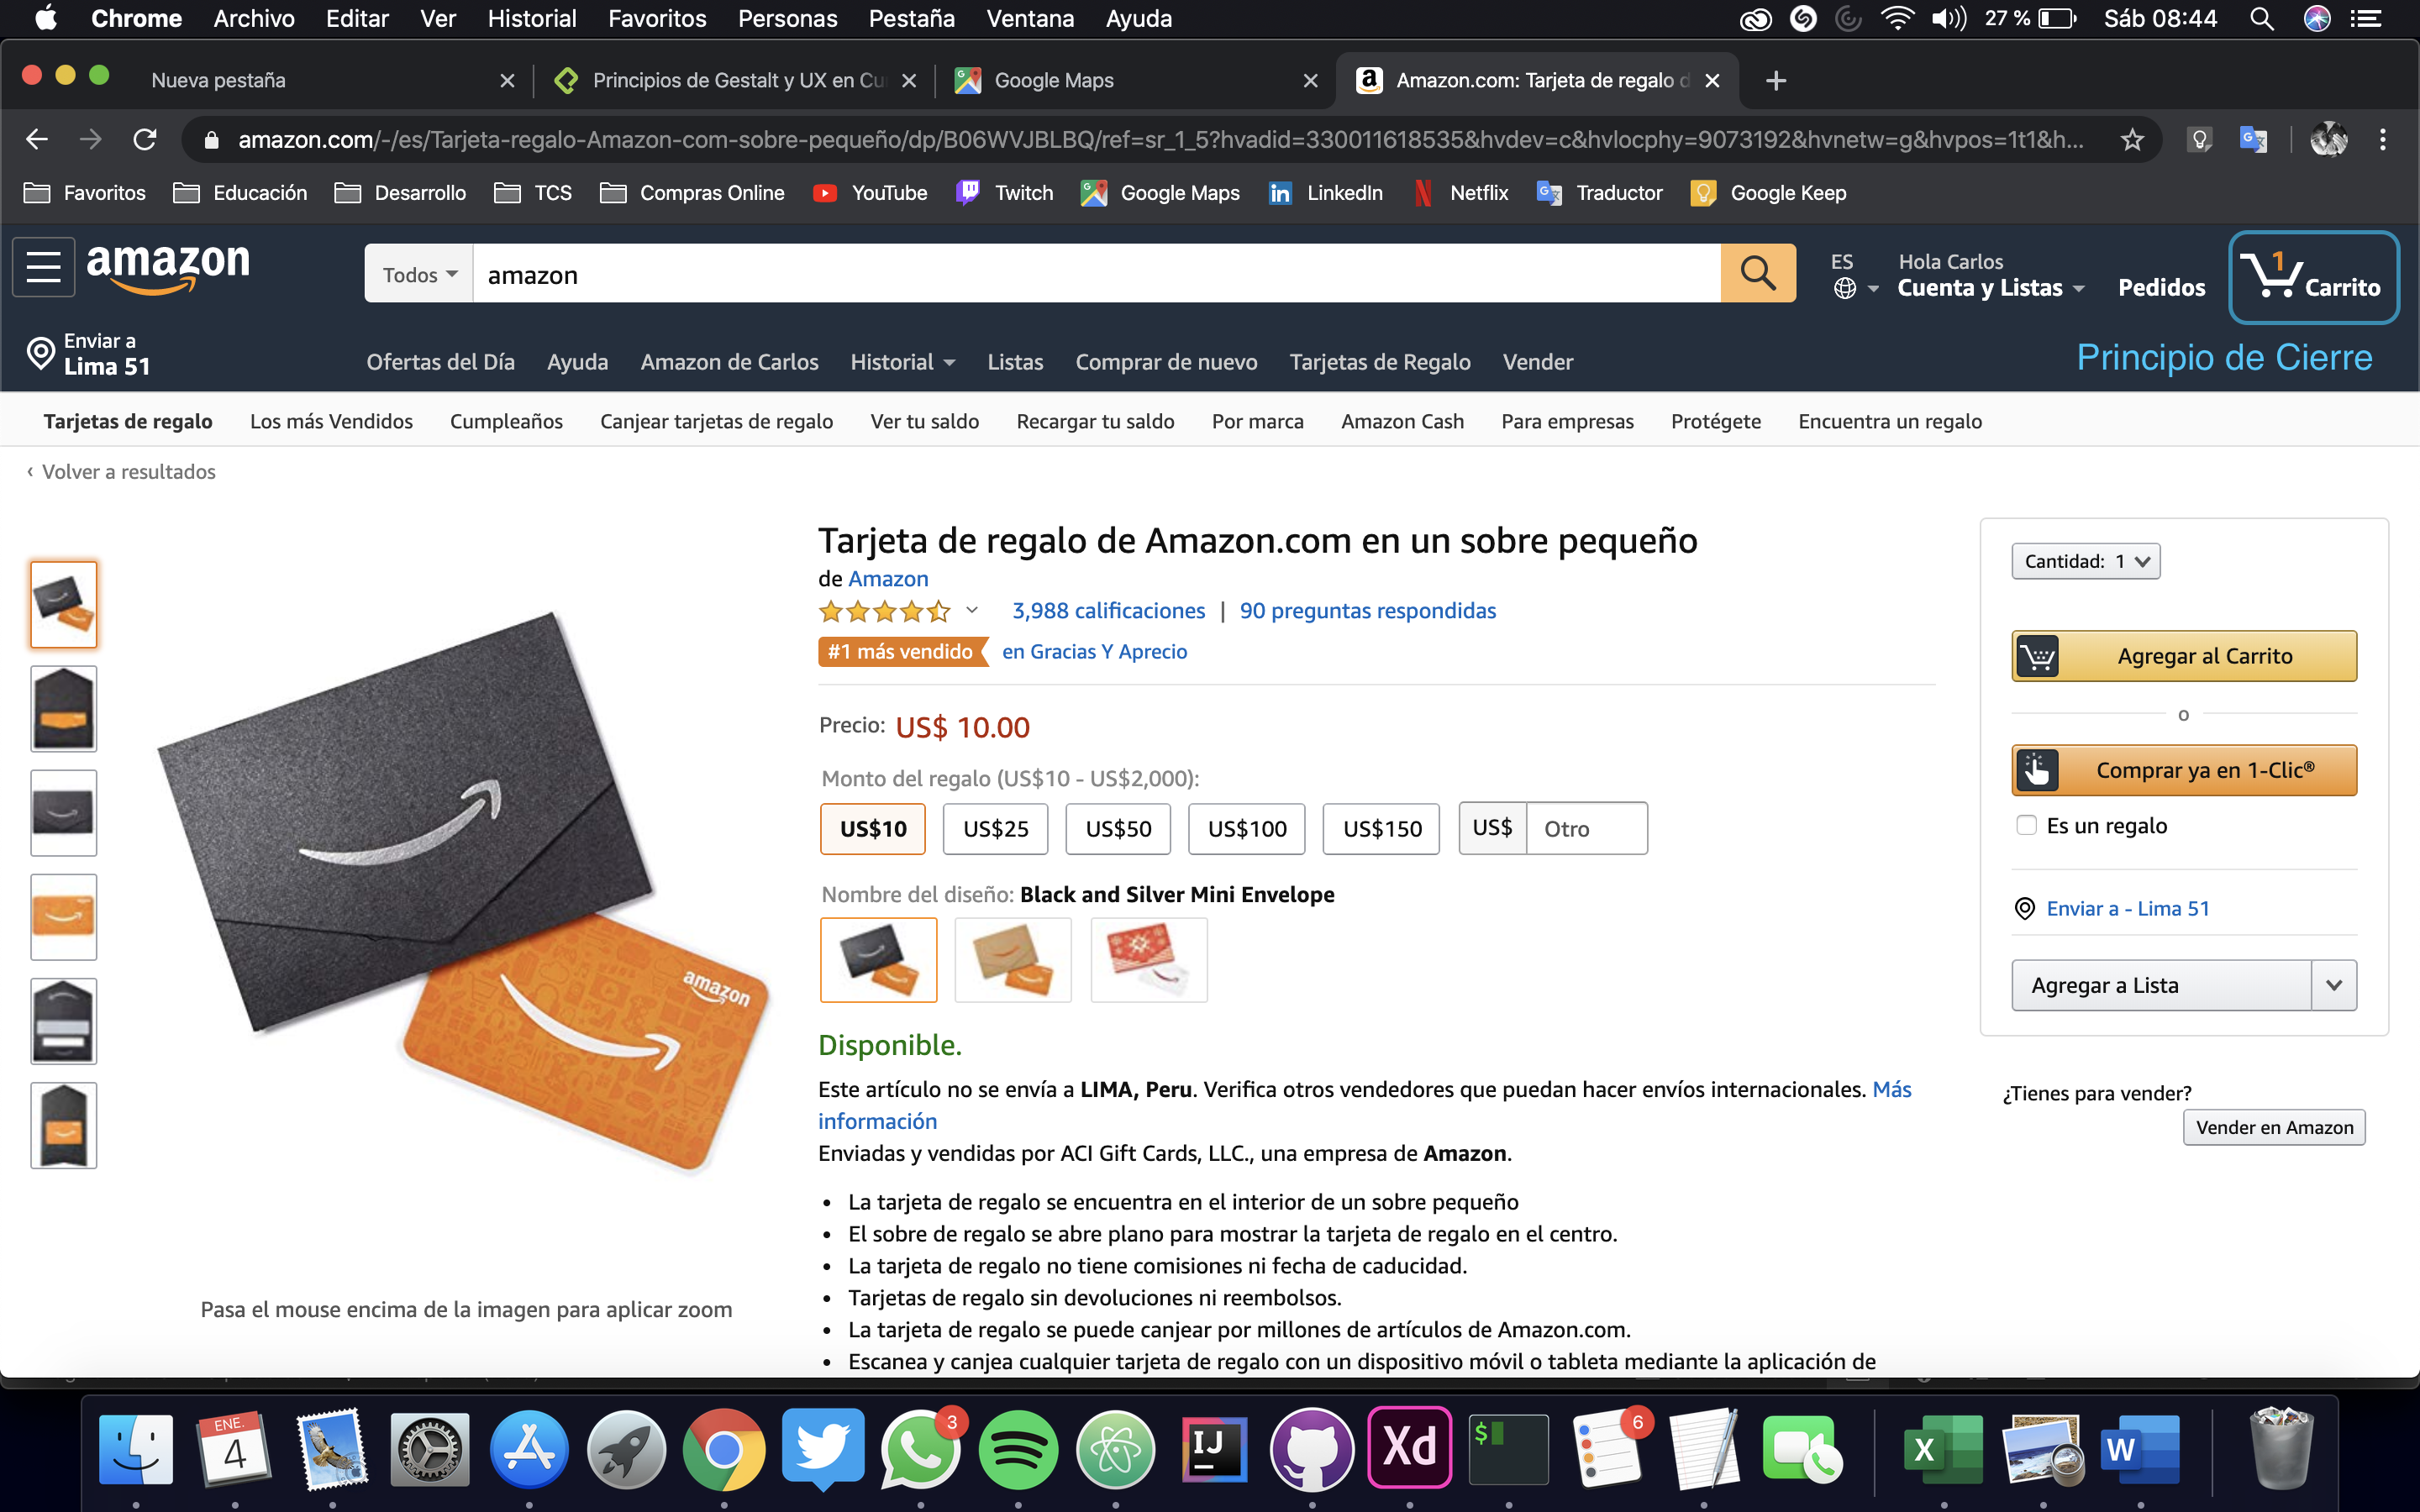 Chrome Archivo Editar Ver Historial Favoritos Personas Pestaña Ventana Ayuda 27 % Sáb 08:44
Nueva pestaña Principios de Gestalt y UX en Cu Google Maps Amazon.com: Tarjeta de regalo d
amazon.com/-/es/Tarjeta-regalo-Amazon-com-sobre-pequeño/dp/B06WVJBLBQ/ref=sr_1_5?hvadid=330011618535&hvdev=c&hvlocphy=9073192&hvnetw=g&hvpos=1t1&h...
Favoritos Educación Desarrollo TCS Compras Online YouTube Twitch Google Maps LinkedIn Netflix Traductor Google Keep
amazon Todos amazon ES Hola Carlos 1
Cuenta y Listas Pedidos Carrito
Enviar a
Lima 51 Ofertas del Día Ayuda Amazon de Carlos Historial Listas Comprar de nuevo Tarjetas de Regalo Vender Principio de Cierre
Tarjetas de regalo Los más Vendidos Cumpleaños Canjear tarjetas de regalo Ver tu saldo Recargar tu saldo Por marca Amazon Cash Para empresas Protégete Encuentra un regalo
‹ Volver a resultados
Tarjeta de regalo de Amazon.com en un sobre pequeño
de Amazon
3,988 calificaciones | 90 preguntas respondidas
#1 más vendido en Gracias Y Aprecio
Precio: US$ 10.00
Monto del regalo (US$10 - US$2,000):
US$10 US$25 US$50 US$100 US$150 US$ Otro
Nombre del diseño: Black and Silver Mini Envelope
amazon
Disponible.
Este artículo no se envía a LIMA, Peru. Verifica otros vendedores que puedan hacer envíos internacionales. Más
información
Enviadas y vendidas por ACI Gift Cards, LLC., una empresa de Amazon.
• La tarjeta de regalo se encuentra en el interior de un sobre pequeño
• El sobre de regalo se abre plano para mostrar la tarjeta de regalo en el centro.
• La tarjeta de regalo no tiene comisiones ni fecha de caducidad.
• Tarjetas de regalo sin devoluciones ni reembolsos.
• La tarjeta de regalo se puede canjear por millones de artículos de Amazon.com.
• Escanea y canjea cualquier tarjeta de regalo con un dispositivo móvil o tableta mediante la aplicación de
Pasa el mouse encima de la imagen para aplicar zoom
Cantidad: 1
Agregar al Carrito
o
Comprar ya en 1-Clic®
Es un regalo
Enviar a - Lima 51
Agregar a Lista
¿Tienes para vender?
Vender en Amazon
ENE.
4
3
IJ
Xd
$
6
X
W